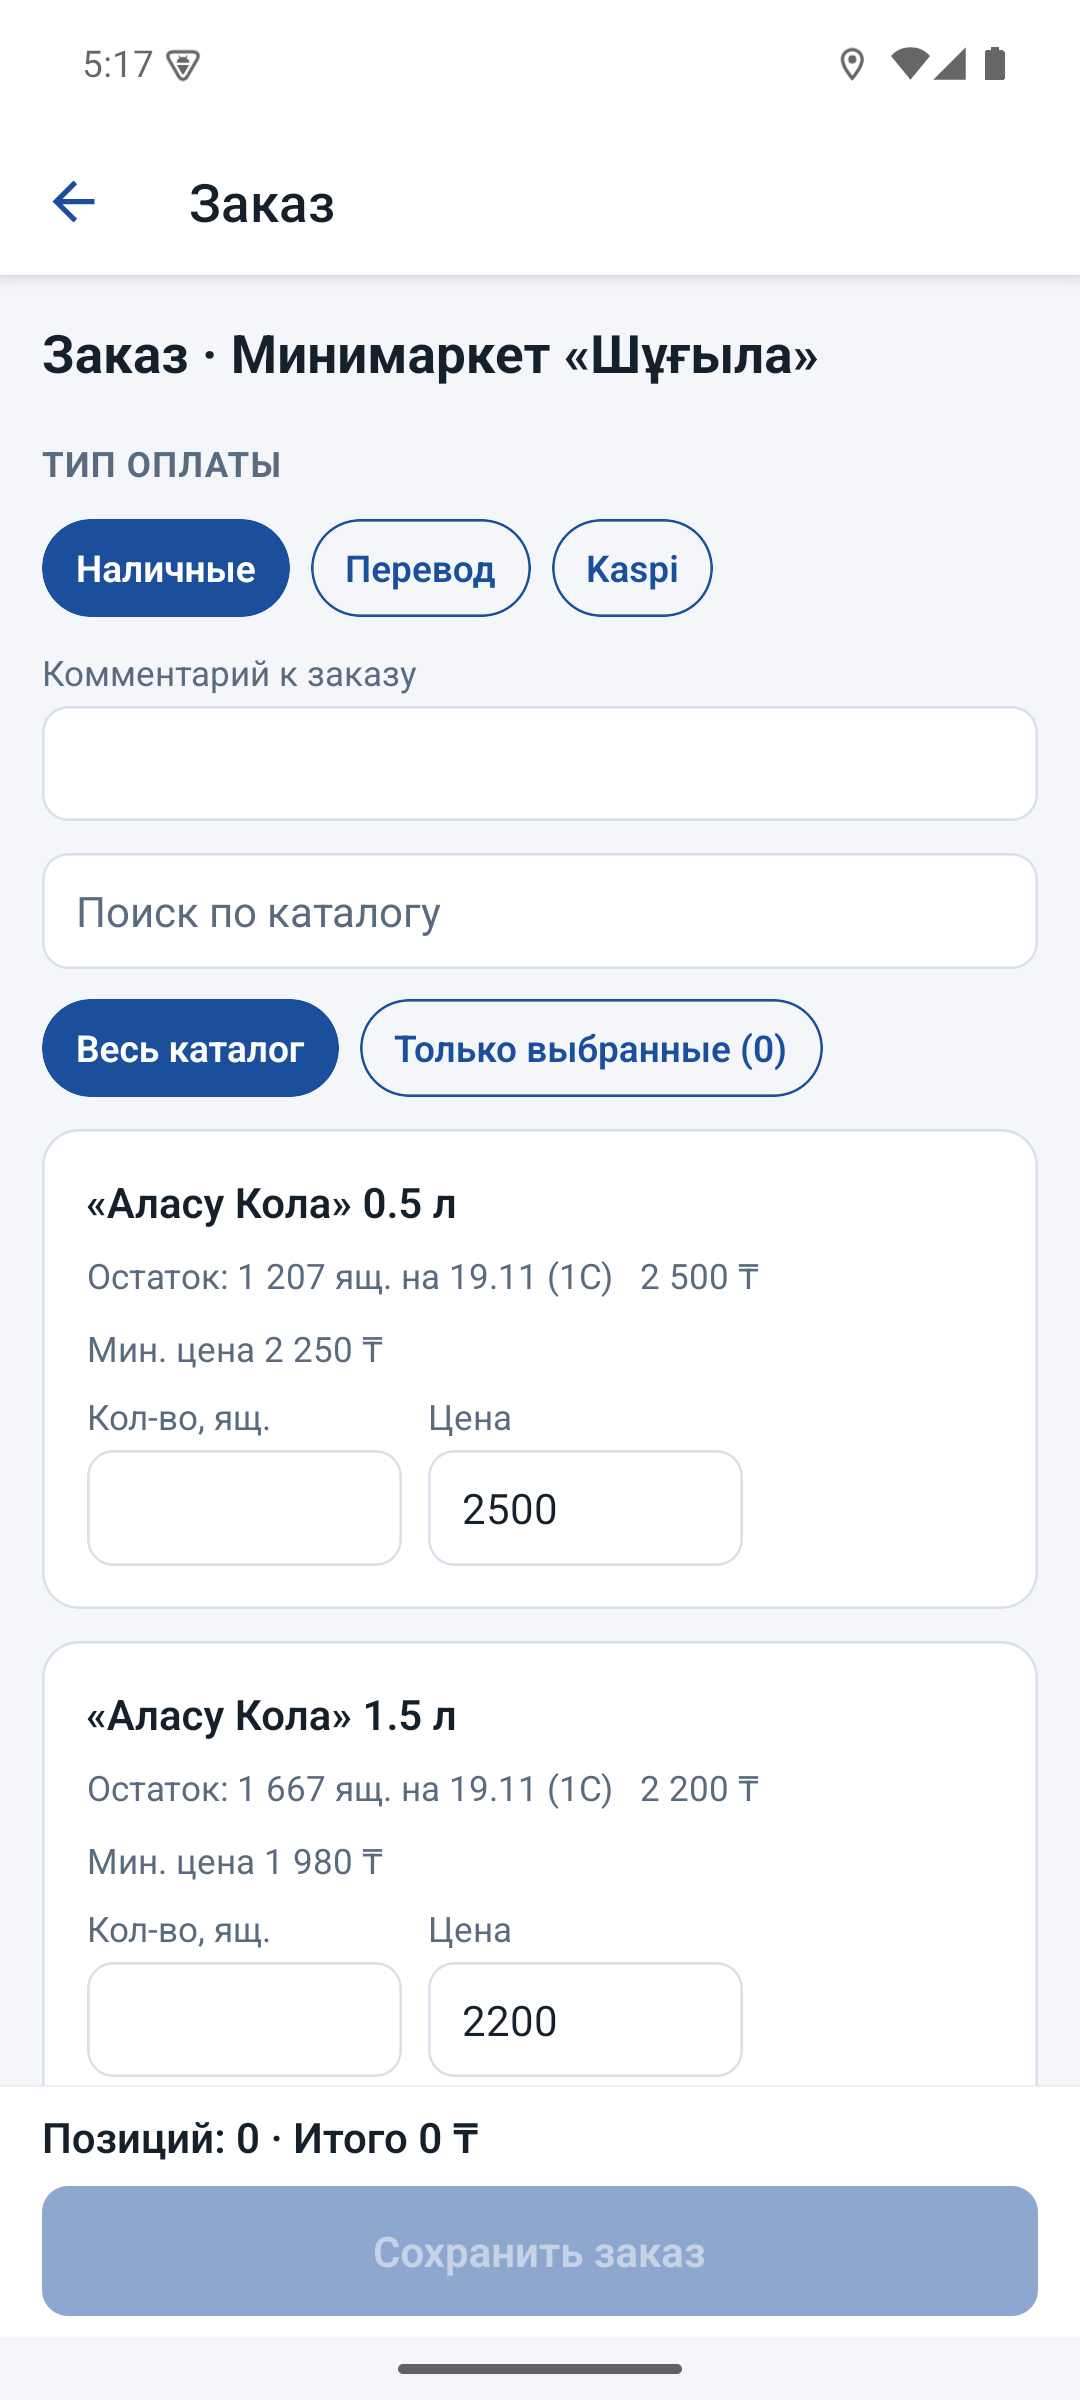 5:17
Заказ
Заказ · Минимаркет «Шұғыла»
ТИП ОПЛАТЫ
Наличные Перевод Kaspi
Комментарий к заказу
Поиск по каталогу
Весь каталог Только выбранные (0)
«Аласу Кола» 0.5 л
Остаток: 1 207 ящ. на 19.11 (1С) 2 500 ₸
Мин. цена 2 250 ₸
Кол-во, ящ. Цена
2500
«Аласу Кола» 1.5 л
Остаток: 1 667 ящ. на 19.11 (1С) 2 200 ₸
Мин. цена 1 980 ₸
Кол-во, ящ. Цена
2200
Позиций: 0 · Итого 0 ₸
Сохранить заказ